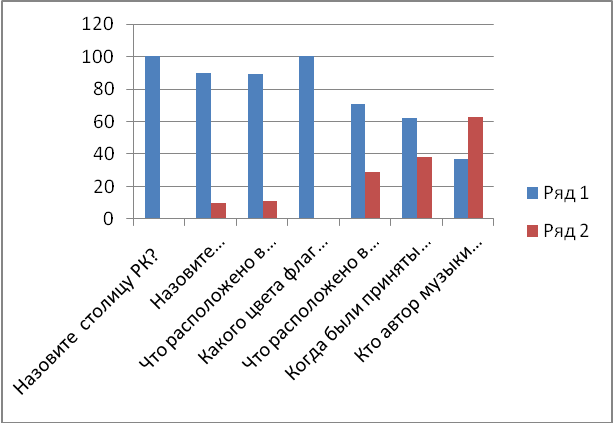 120
100
80
60
40
20
0
Назовите столицу РК?
Назовите...
Что расположено в...
Какого цвета флаг...
Что расположено в...
Когда были приняты...
Кто автор музыки...
Ряд 1
Ряд 2